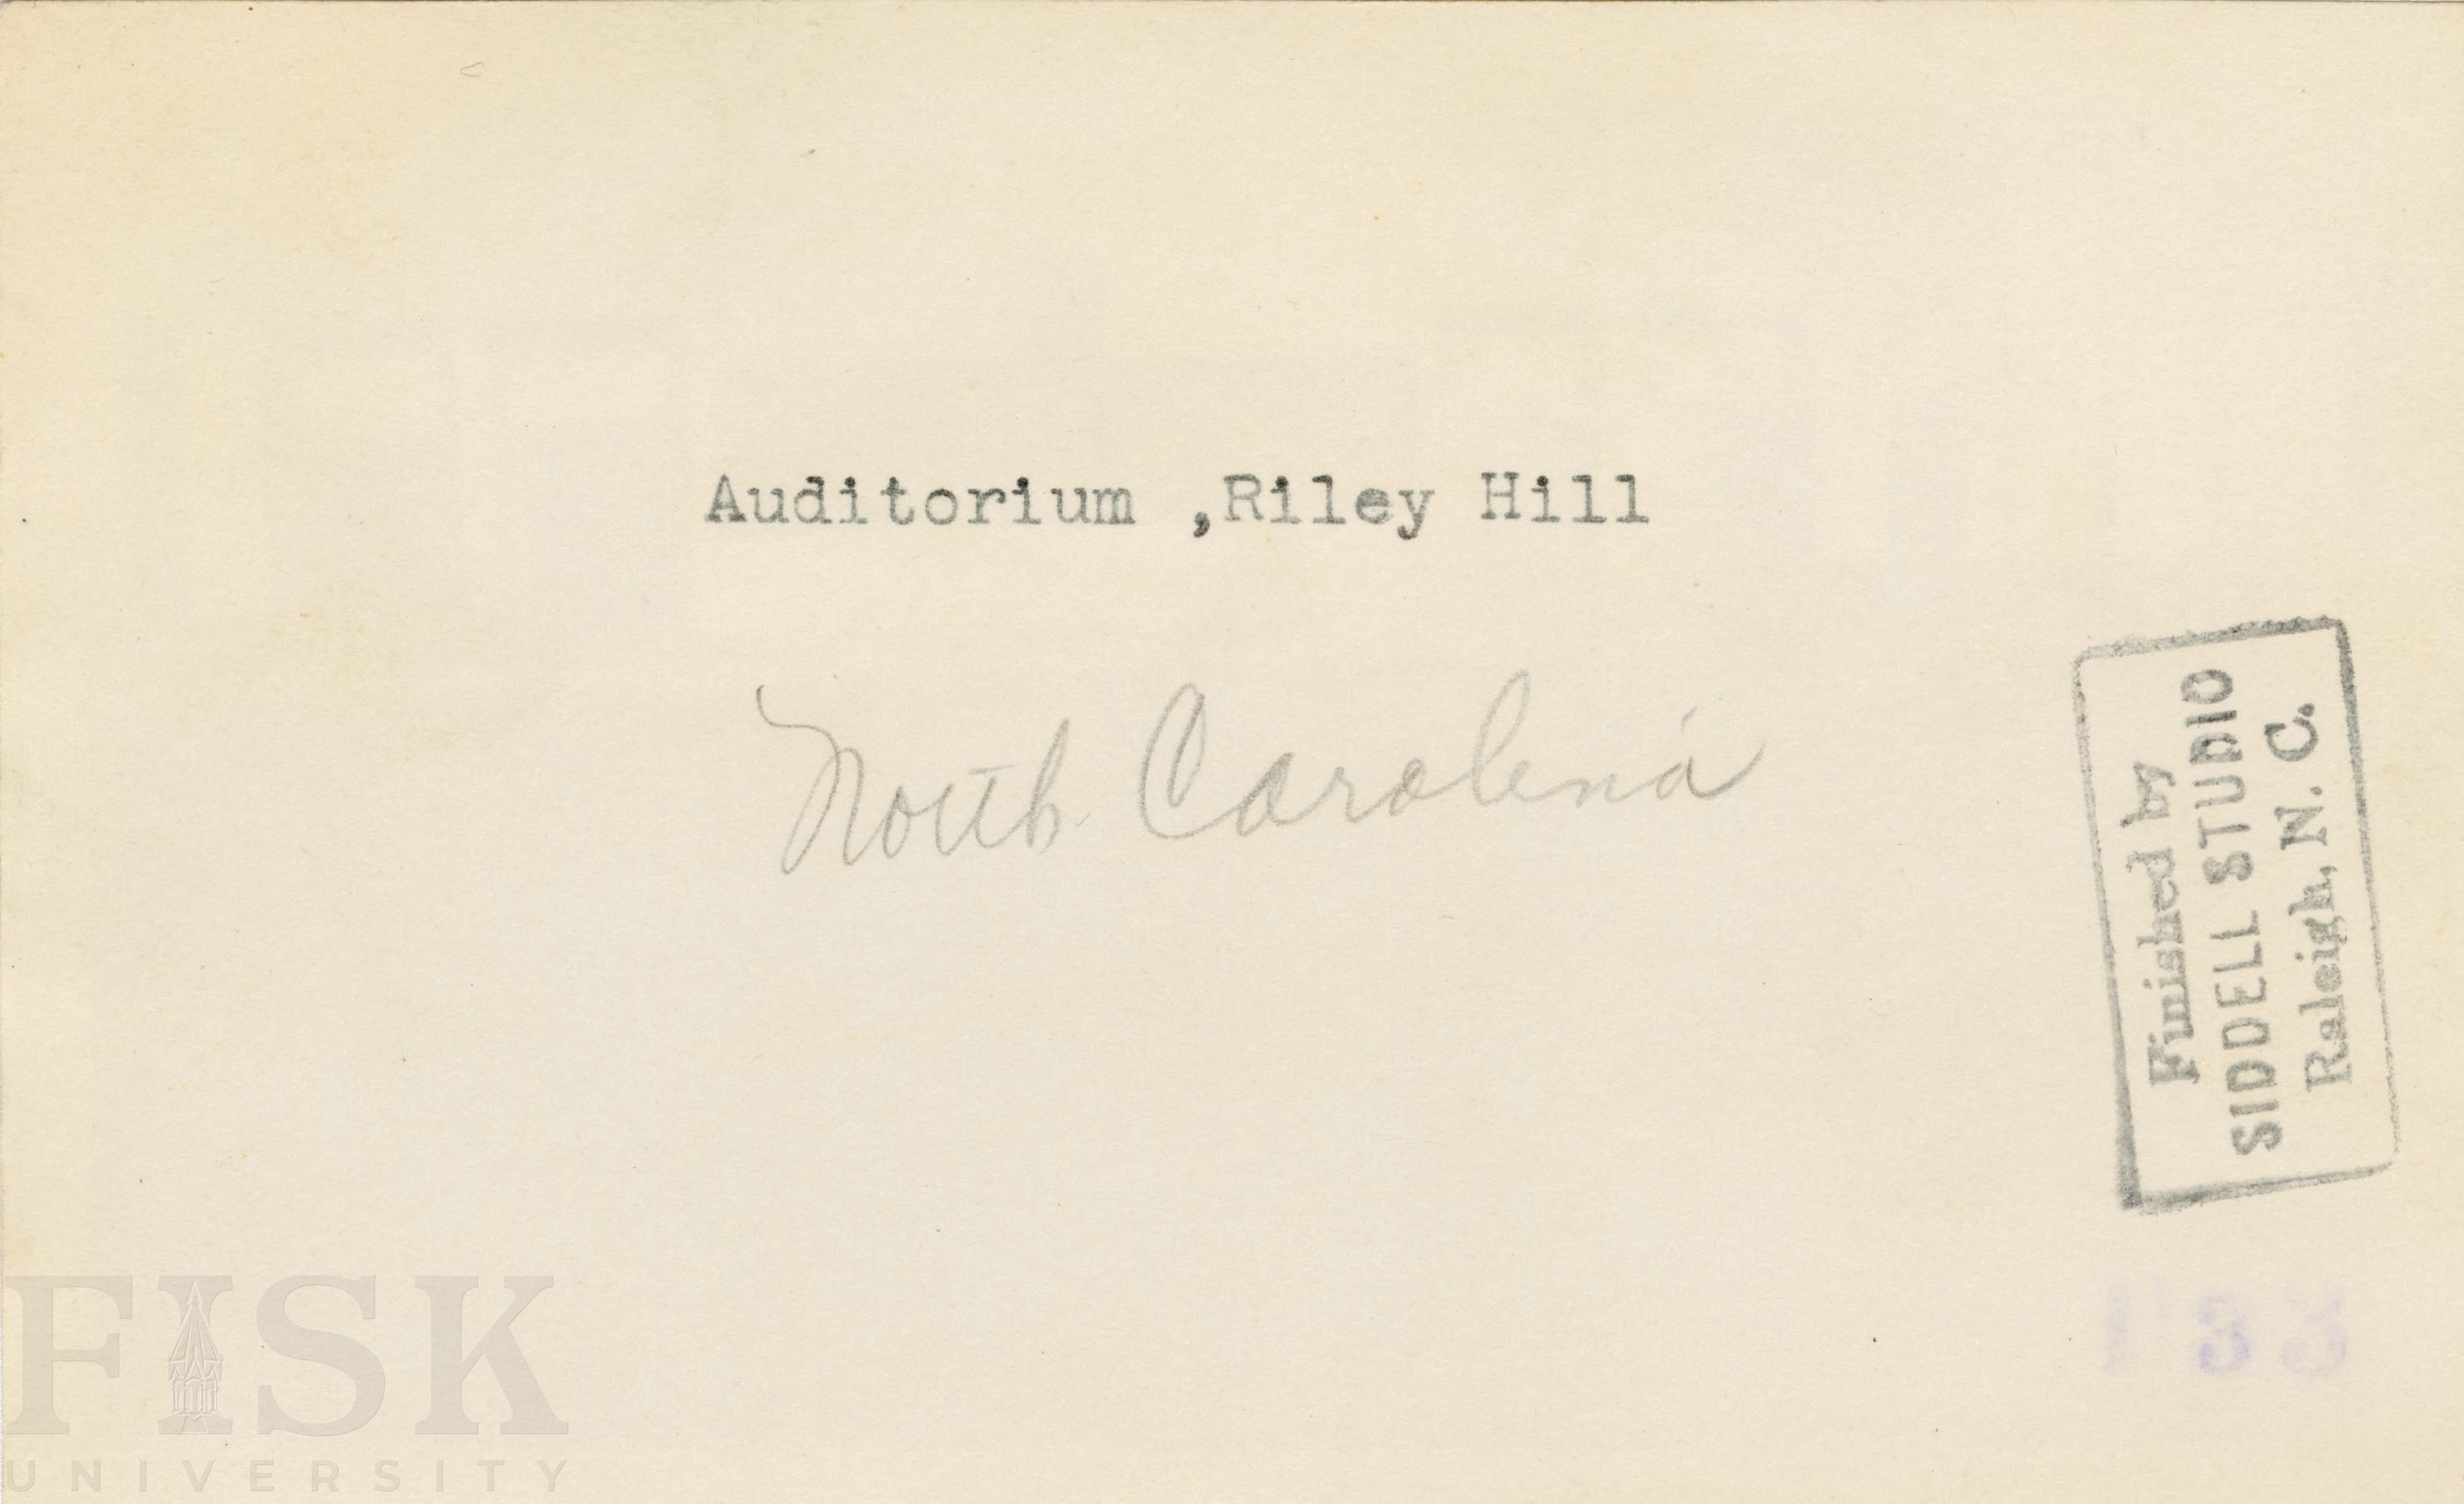 Auditorium ,Riley Hill
North Carolina
Finished by
SIDDELL STUDIO
Raleigh, N. C.
FISK
UNIVERSITY